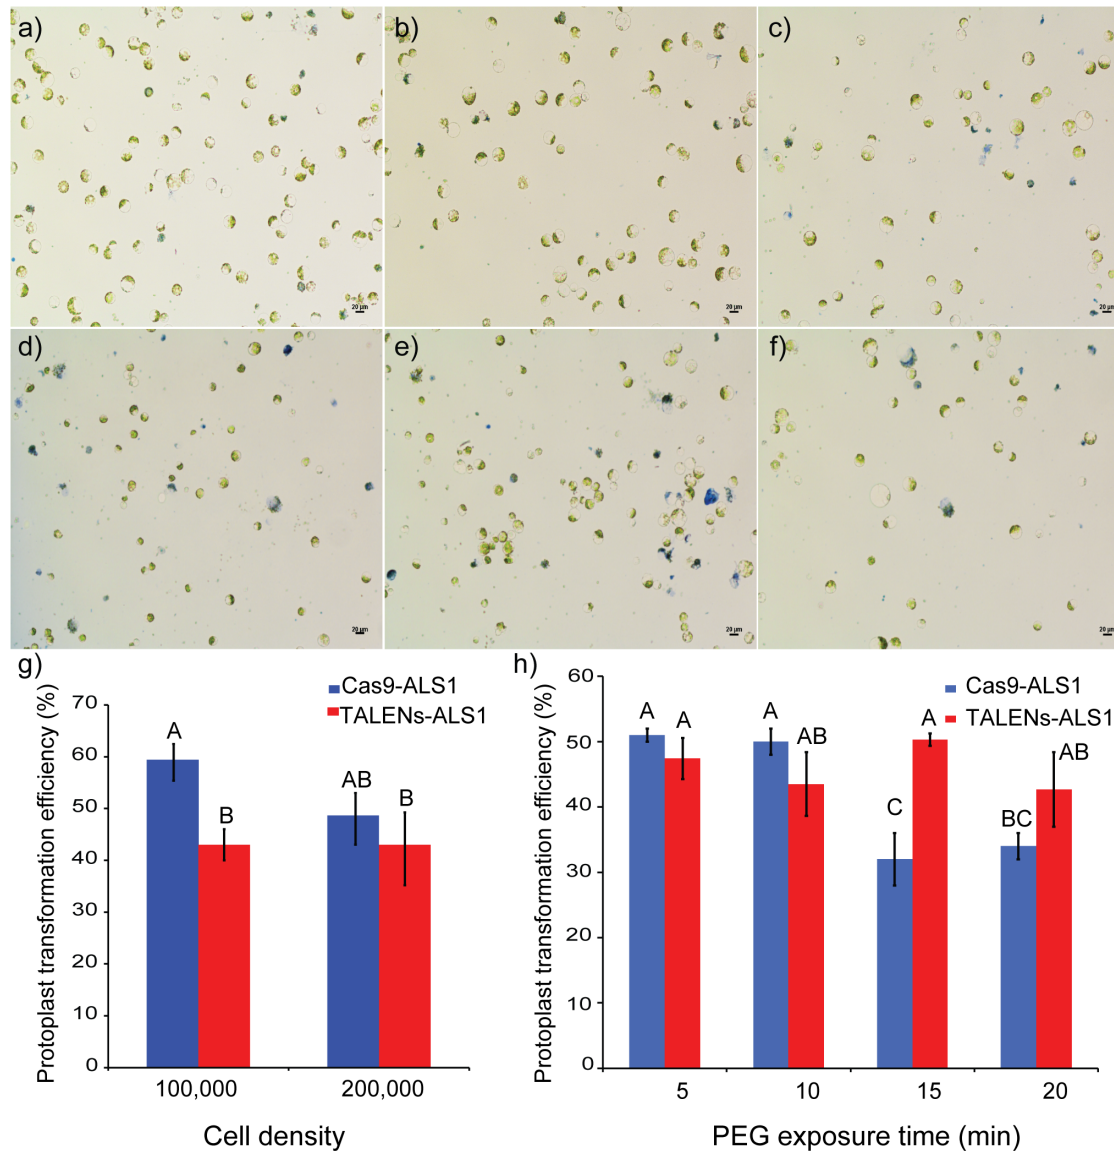 a)
b)
c)
20 µm
20 µm
20 µm
d)
e)
f)
20 µm
20 µm
20 µm
g)
Protoplast transformation efficiency (%)
Cas9-ALS1
TALENs-ALS1
70
60
50
40
30
20
10
0
A
B
AB
B
100,000
200,000
Cell density
h)
Protoplast transformation efficiency (%)
Cas9-ALS1
TALENs-ALS1
60
50
40
30
20
10
0
A
A
A
AB
C
A
BC
AB
5
10
15
20
PEG exposure time (min)